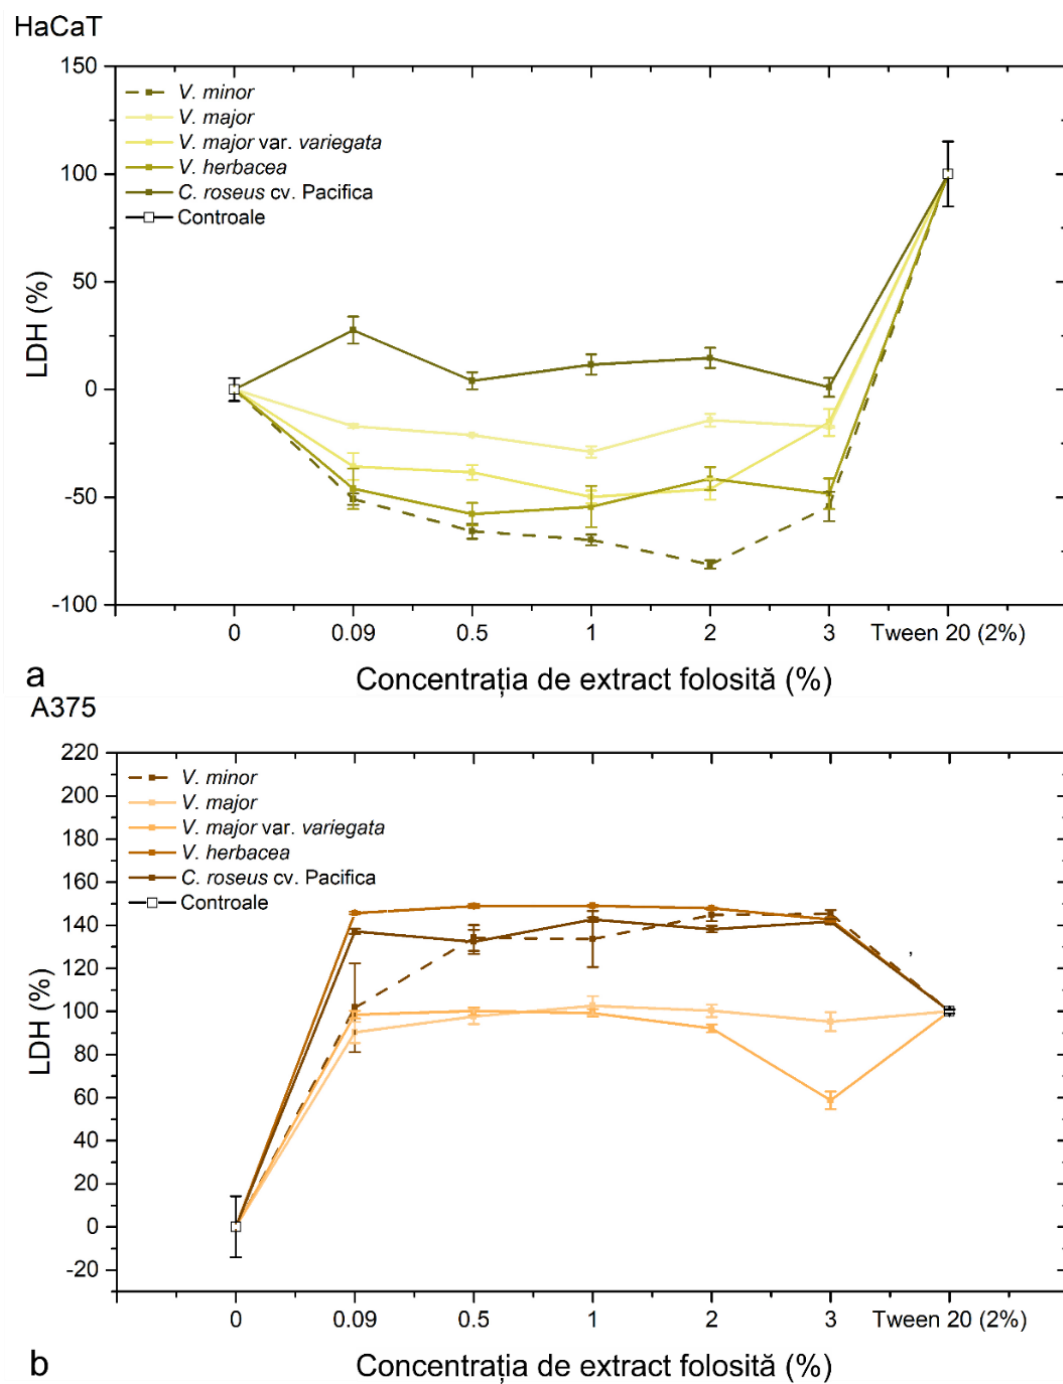 HaCaT
150
100
50
0
-50
-100
LDH (%)
V. minor
V. major
V. major var. variegata
V. herbacea
C. roseus cv. Pacifica
Controale
0 0.09 0.5 1 2 3 Tween 20 (2%)
a
Concentrația de extract folosită (%)
A375
220
200
180
160
140
120
100
80
60
40
20
0
-20
LDH (%)
V. minor
V. major
V. major var. variegata
V. herbacea
C. roseus cv. Pacifica
Controale
,
0 0.09 0.5 1 2 3 Tween 20 (2%)
b
Concentrația de extract folosită (%)